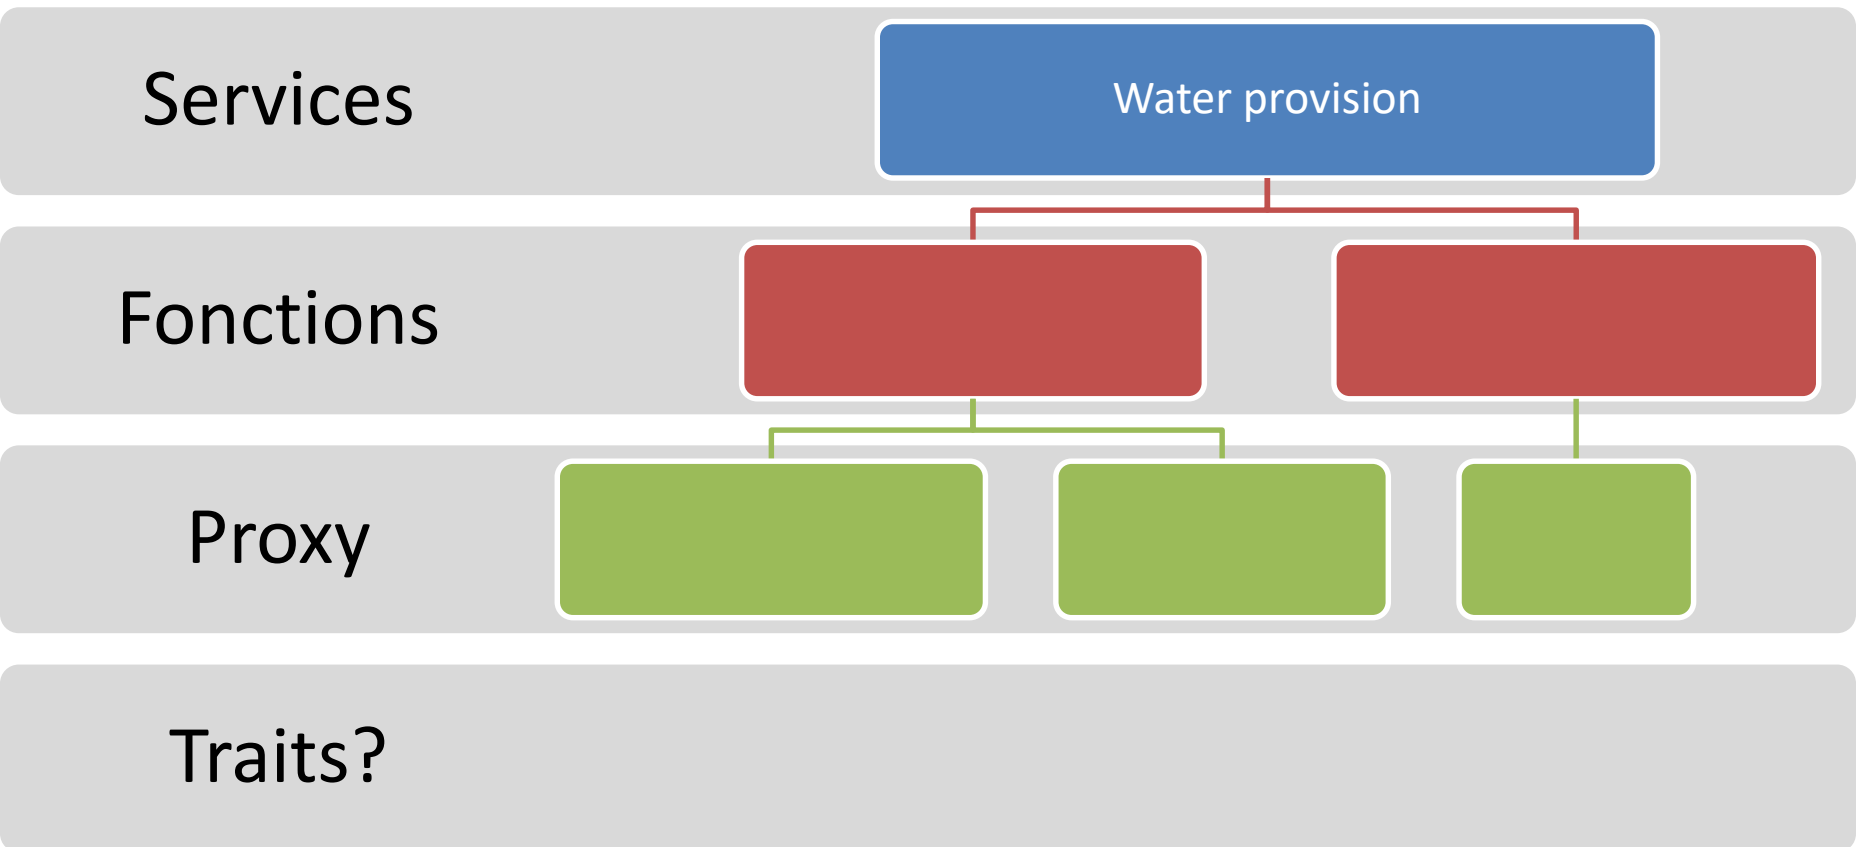 Services
Water provision
Fonctions
Proxy
Traits?